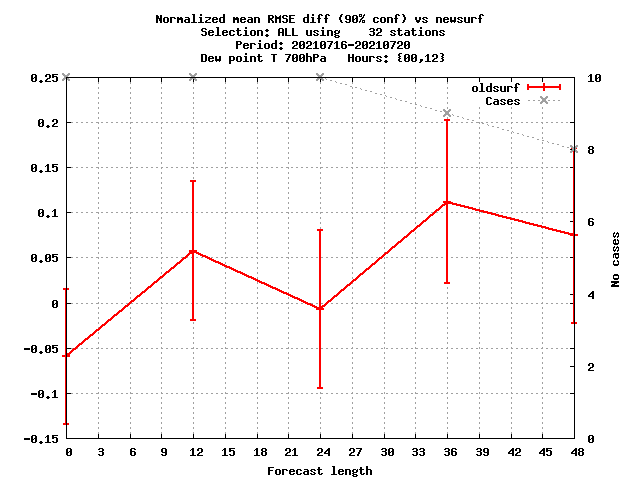 Normalized mean RMSE diff (90% conf) vs newsurf
Selection: ALL using    32 stations
Period: 20210716-20210720
Dew point T 700hPa   Hours: {00,12}
oldsurf
Cases
0.25
0.2
0.15
0.1
0.05
0
-0.05
-0.1
-0.15
10
8
6
4
2
0
No cases
0 3 6 9 12 15 18 21 24 27 30 33 36 39 42 45 48
Forecast length